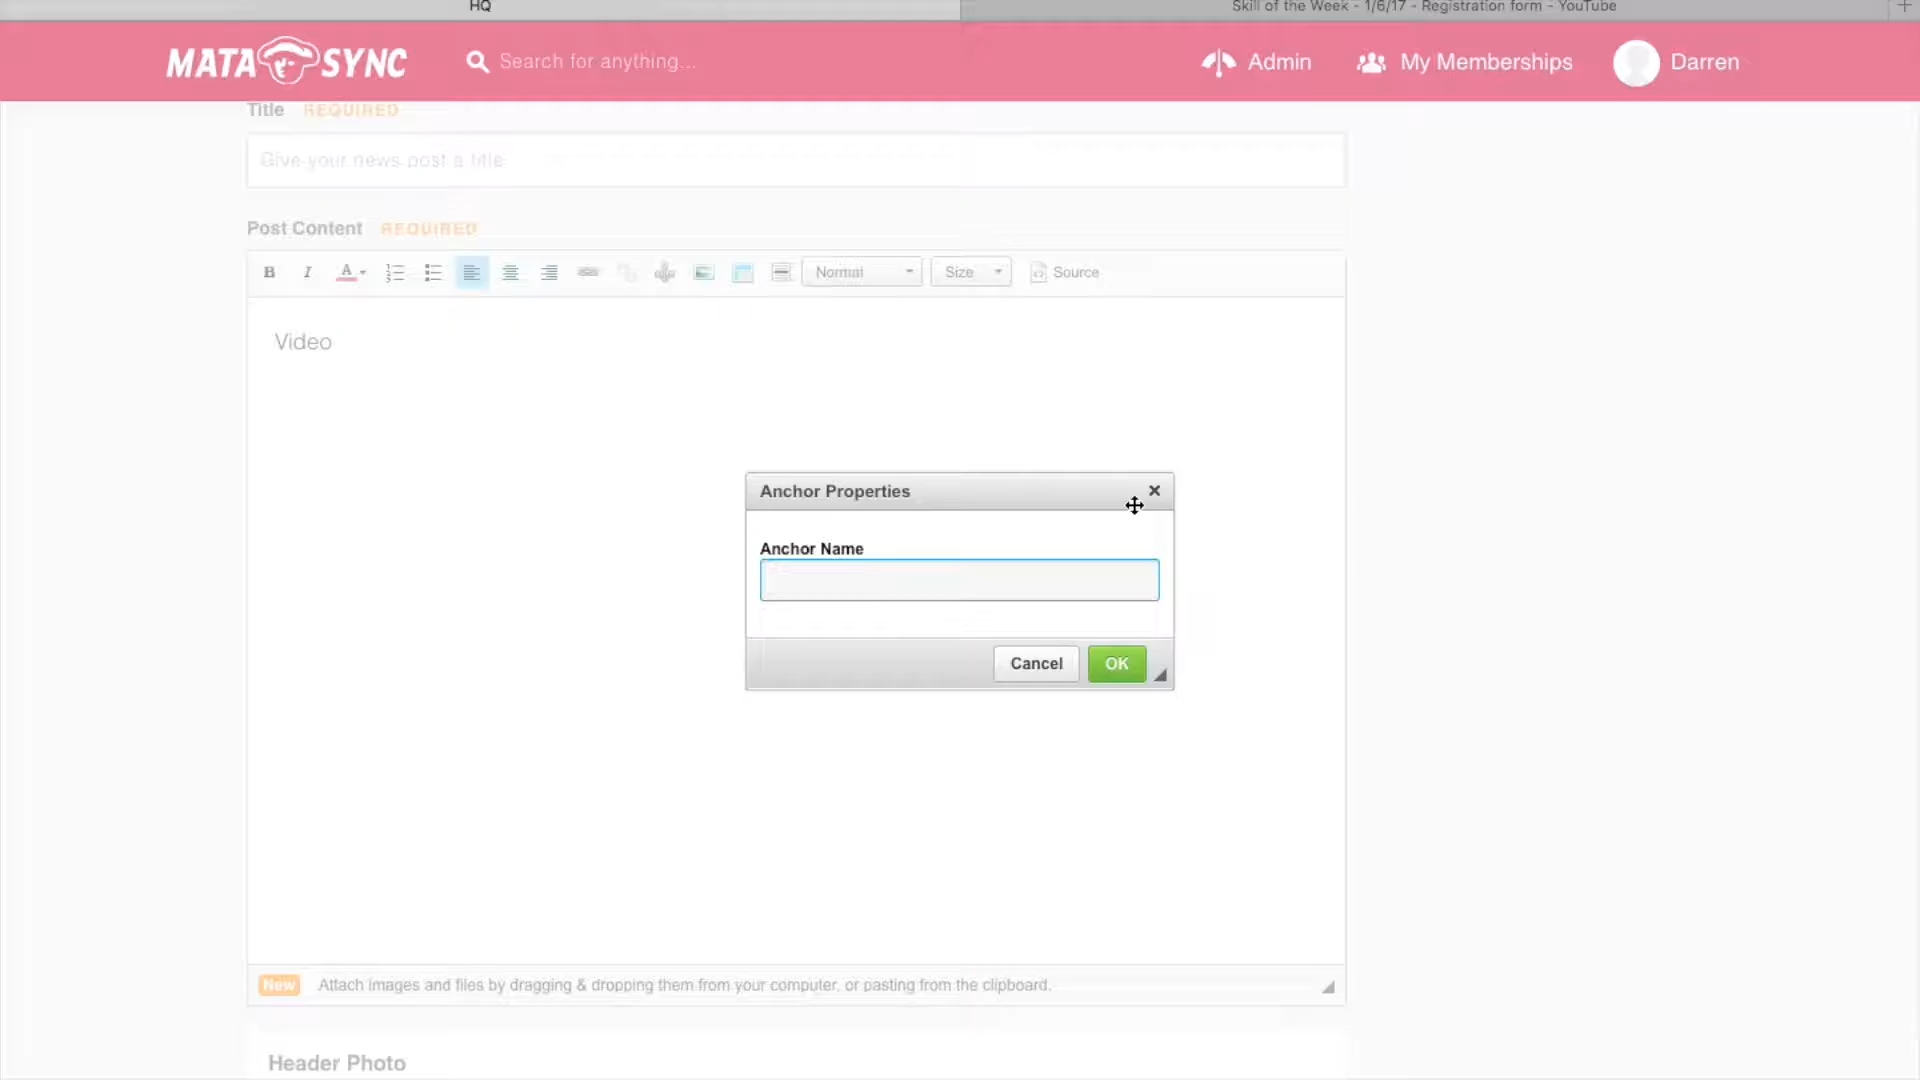 HQ
Skill of the Week - 1/6/17 - Registration form - YouTube
MATA SYNC
Search for anything...
Admin
My Memberships
Darren
Title REQUIRED
Give your news post a title
Post Content REQUIRED
B I A Normal Size Source
Video
Anchor Properties
Anchor Name
Cancel
OK
New Attach images and files by dragging & dropping them from your computer, or pasting from the clipboard.
Header Photo